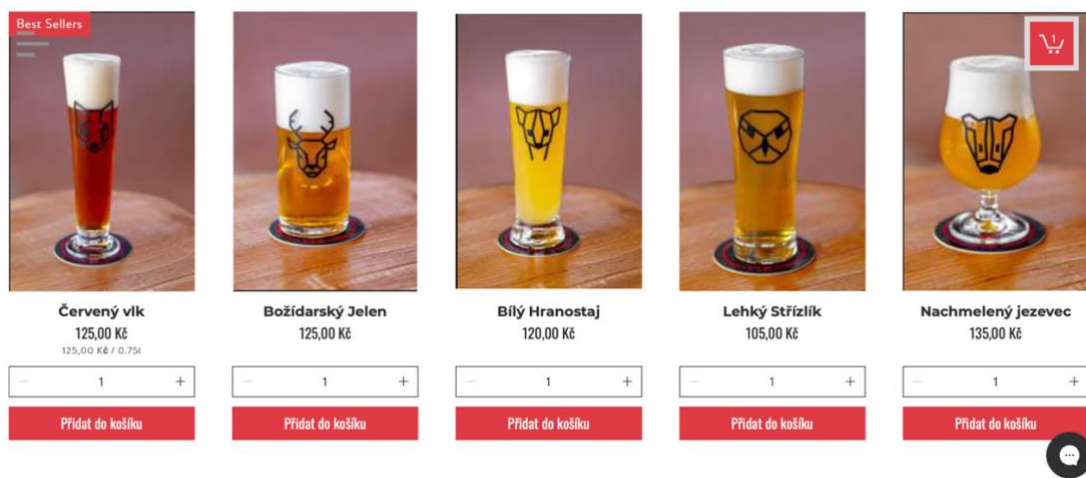 Best Sellers
1
Červený vlk
125,00 Kč
125,00 Kč / 0.75l
1
Přidat do košíku
Božídarský Jelen
125,00 Kč
1
Přidat do košíku
Bílý Hranostaj
120,00 Kč
1
Přidat do košíku
Lehký Střízlík
105,00 Kč
1
Přidat do košíku
Nachmelený jezevec
135,00 Kč
1
Přidat do košíku